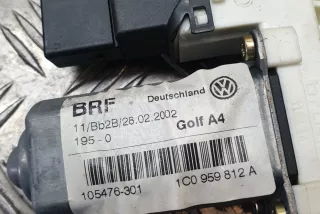 BRF Deutschland
11/Bb2B/28.02.2002
195-0 Golf A4
105476-301 1C0 959 812 A